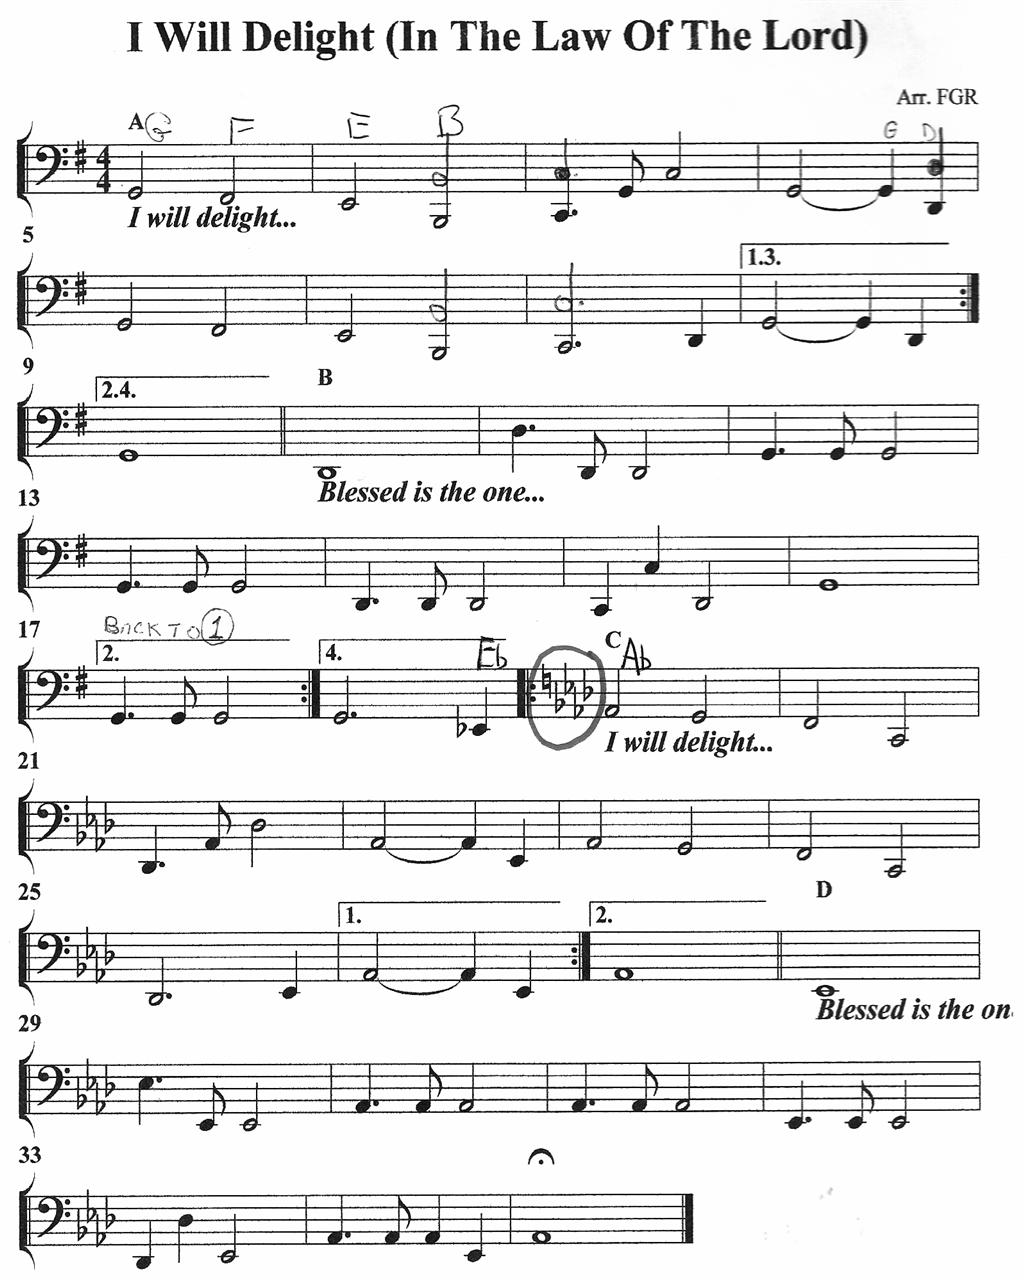 I Will Delight (In The Law Of The Lord)
Arr. FGR
A G F E B G D
4
4
I will delight...
5
1.3.
9
2.4. B
Blessed is the one...
13
17
BACK TO 1
2. 4. Eb C Ab
I will delight...
21
25
1. 2. D
Blessed is the on
29
33